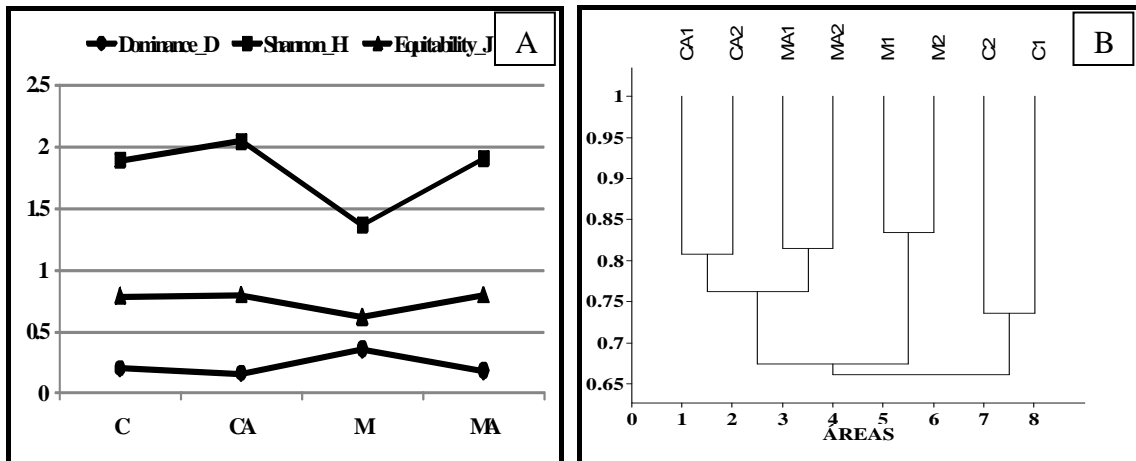 Dominance_D Shannon_H Equitability_J
A
2.5
2
1.5
1
0.5
0
C CA M MA
B
CA1 CA2 MA1 MA2 M1 M2 C2 C1
1
0.95
0.9
0.85
0.8
0.75
0.7
0.65
0 1 2 3 4 5 6 7 8
ÁREAS